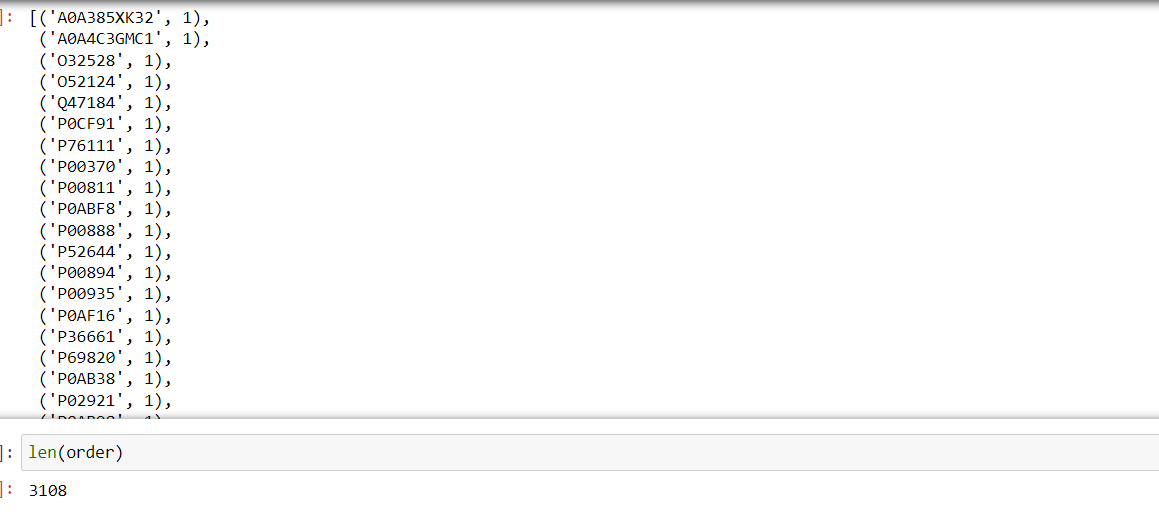 ]: [('A0A385XK32', 1),
('A0A4C3GMC1', 1),
('O32528', 1),
('O52124', 1),
('Q47184', 1),
('P0CF91', 1),
('P76111', 1),
('P00370', 1),
('P00811', 1),
('P0ABF8', 1),
('P00888', 1),
('P52644', 1),
('P00894', 1),
('P00935', 1),
('P0AF16', 1),
('P36661', 1),
('P69820', 1),
('P0AB38', 1),
('P02921', 1),
]: len(order)
]: 3108